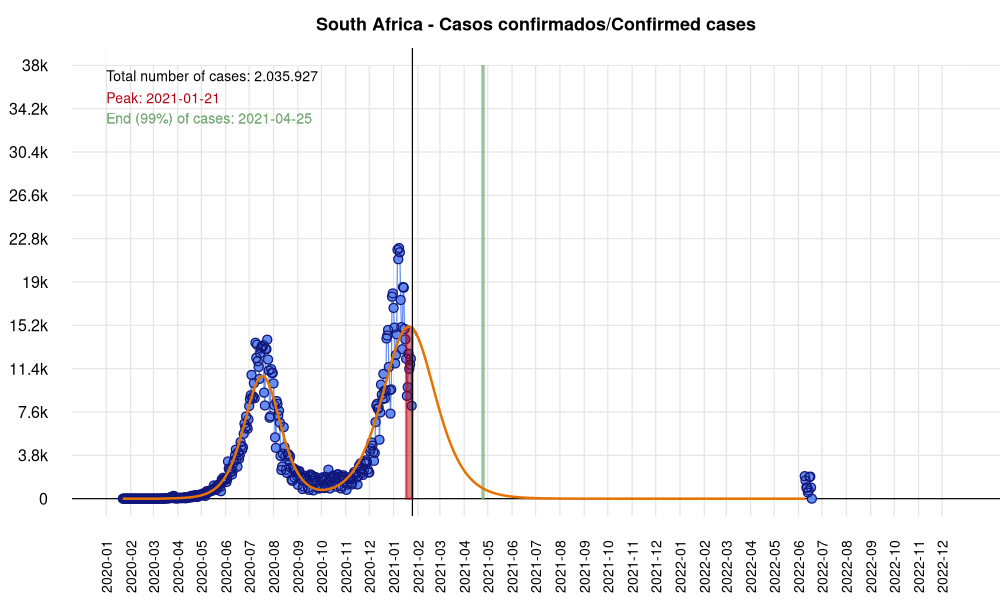 South Africa - Casos confirmados/Confirmed cases
Total number of cases: 2.035.927
Peak: 2021-01-21
End (99%) of cases: 2021-04-25
38k
34.2k
30.4k
26.6k
22.8k
19k
15.2k
11.4k
7.6k
3.8k
0
2020-01
2020-02
2020-03
2020-04
2020-05
2020-06
2020-07
2020-08
2020-09
2020-10
2020-11
2020-12
2021-01
2021-02
2021-03
2021-04
2021-05
2021-06
2021-07
2021-08
2021-09
2021-10
2021-11
2021-12
2022-01
2022-02
2022-03
2022-04
2022-05
2022-06
2022-07
2022-08
2022-09
2022-10
2022-11
2022-12